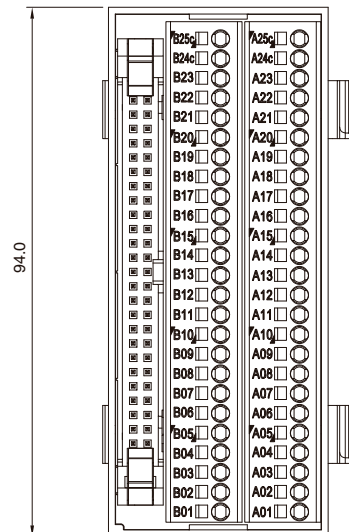 94.0
B25c A25c
B24c A24c
B23 A23
B22 A22
B21 A21
B20 A20
B19 A19
B18 A18
B17 A17
B16 A16
B15 A15
B14 A14
B13 A13
B12 A12
B11 A11
B10 A10
B09 A09
B08 A08
B07 A07
B06 A06
B05 A05
B04 A04
B03 A03
B02 A02
B01 A01